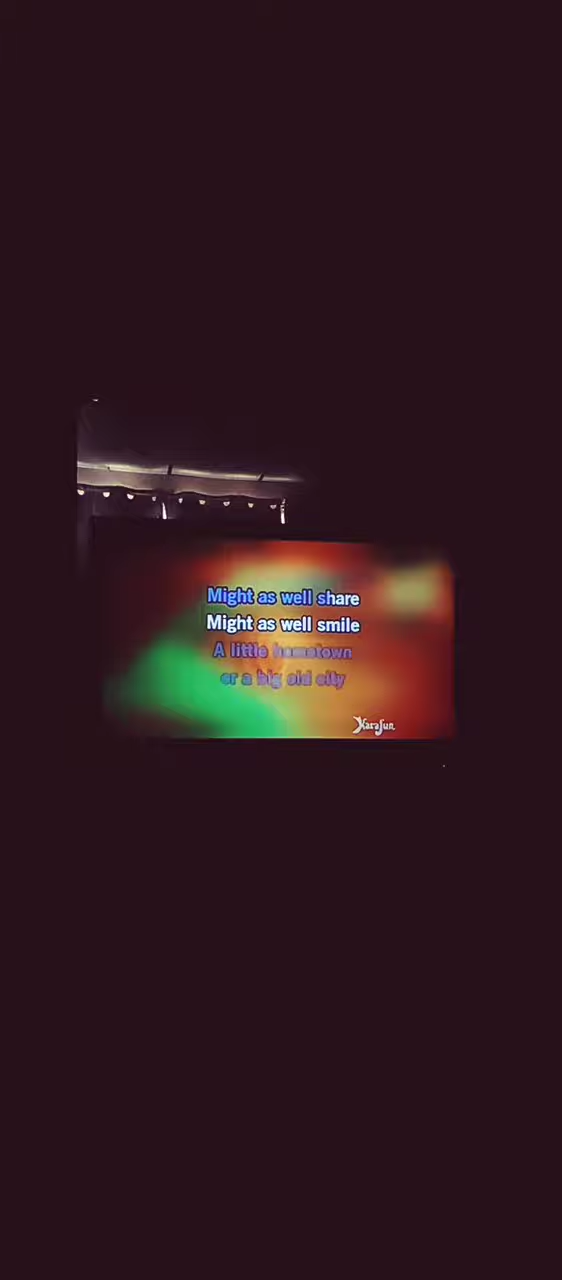 Might as well share
Might as well smile
A little hometown
or a big old city
KaraFun